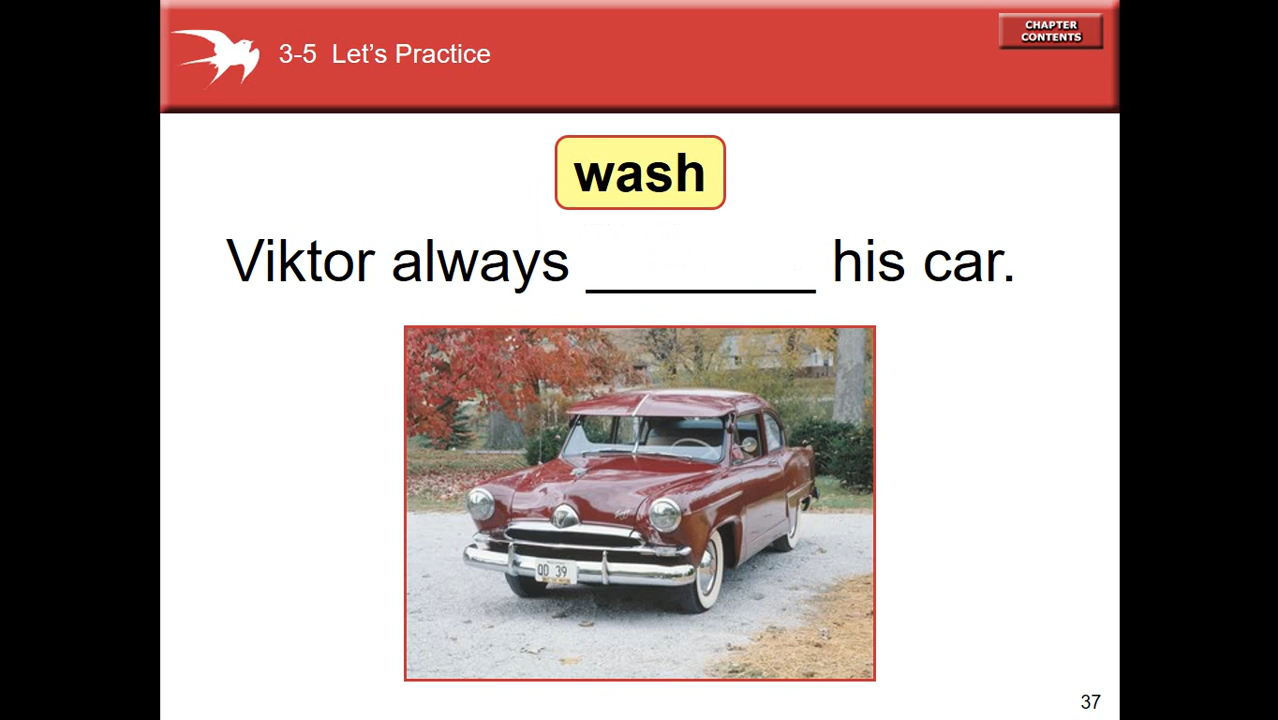 3-5 Let's Practice
CHAPTER
CONTENTS
wash
Viktor always ________ his car.
OD 39
37